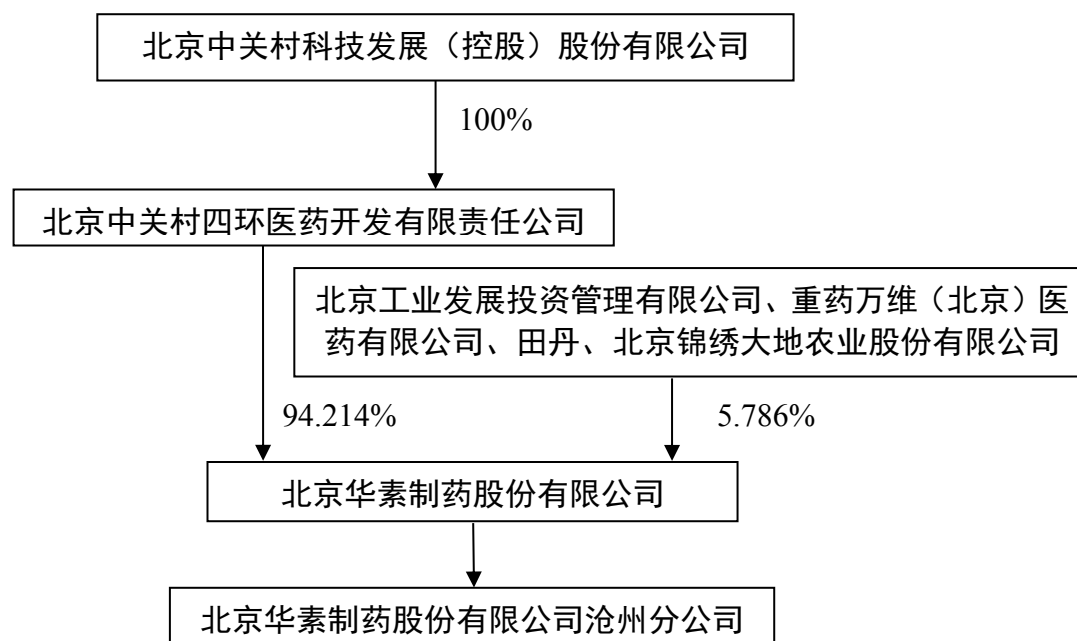 北京中关村科技发展（控股）股份有限公司
100%
北京中关村四环医药开发有限责任公司
北京工业发展投资管理有限公司、重药万维（北京）医
药有限公司、田丹、北京锦绣大地农业股份有限公司
94.214%
5.786%
北京华素制药股份有限公司
北京华素制药股份有限公司沧州分公司